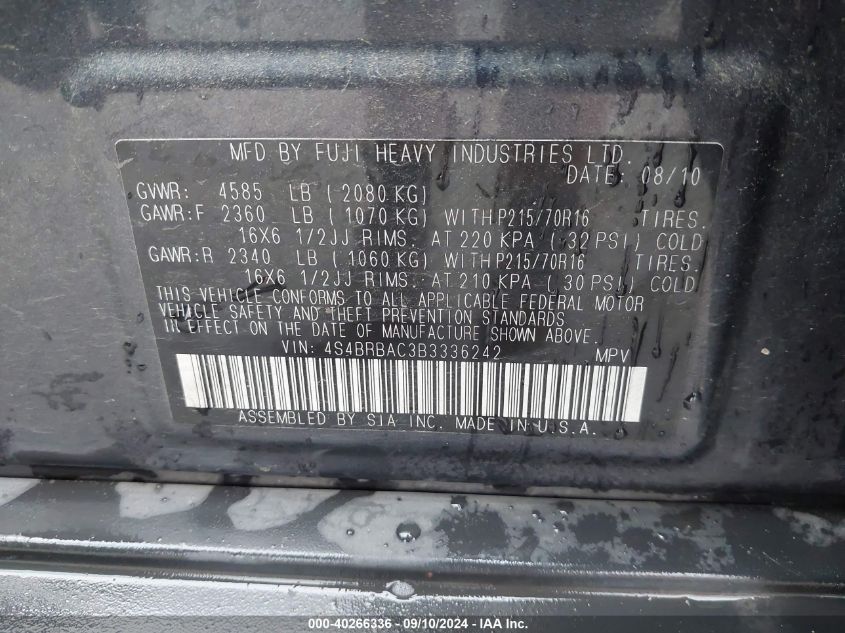 MFD BY FUJI HEAVY INDUSTRIES LTD.
DATE: 08/10
GVWR: 4585 LB (2080 KG)
GAWR:F 2360 LB (1070 KG) WITH P215/70R16 TIRES.
16X6 1/2JJ RIMS. AT 220 KPA (32 PSI) COLD
GAWR:R 2340 LB (1060 KG) WITH P215/70R16 TIRES.
16X6 1/2JJ RIMS. AT 210 KPA (30 PSI) COLD
THIS VEHICLE CONFORMS TO ALL APPLICABLE FEDERAL MOTOR
VEHICLE SAFETY AND THEFT PREVENTION STANDARDS
IN EFFECT ON THE DATE OF MANUFACTURE SHOWN ABOVE.
VIN: 4S4BRBAC3B3336242 MPV
ASSEMBLED BY SIA INC. MADE IN U.S.A.
000-40266336 - 09/10/2024 - IAA Inc.